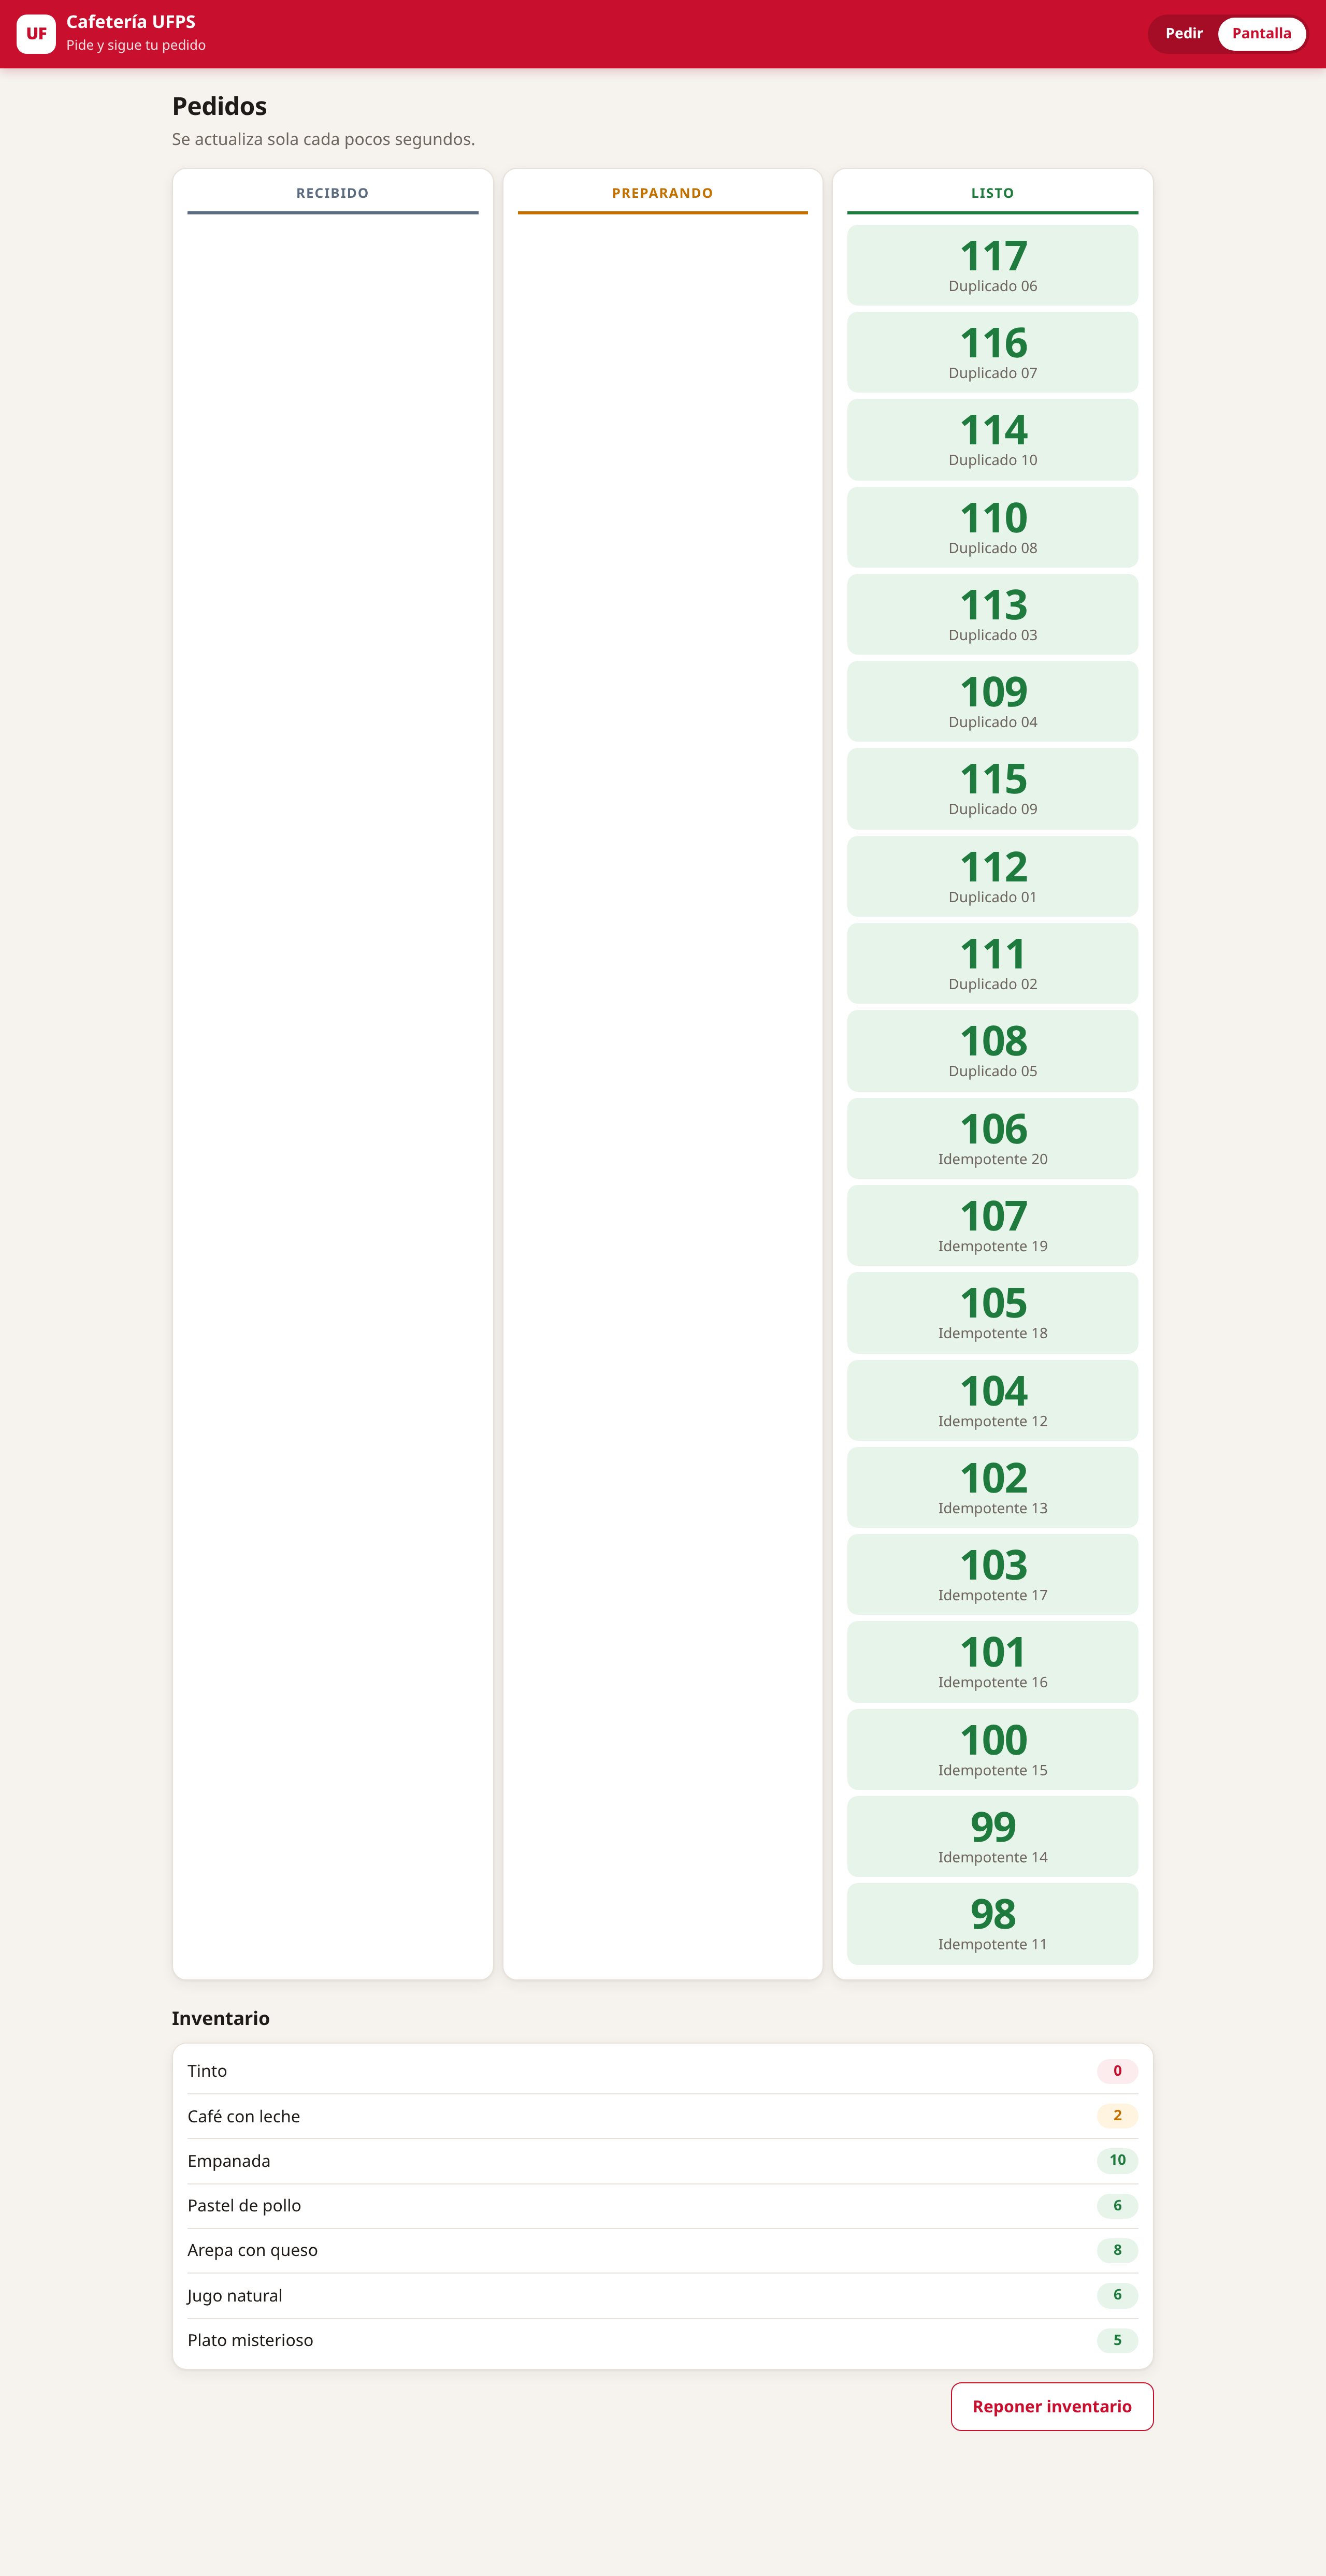 UF
Cafetería UFPS
Pide y sigue tu pedido
Pedir
Pantalla
Pedidos
Se actualiza sola cada pocos segundos.
RECIBIDO
PREPARANDO
LISTO
117
Duplicado 06
116
Duplicado 07
114
Duplicado 10
110
Duplicado 08
113
Duplicado 03
109
Duplicado 04
115
Duplicado 09
112
Duplicado 01
111
Duplicado 02
108
Duplicado 05
106
Idempotente 20
107
Idempotente 19
105
Idempotente 18
104
Idempotente 12
102
Idempotente 13
103
Idempotente 17
101
Idempotente 16
100
Idempotente 15
99
Idempotente 14
98
Idempotente 11
Inventario
Tinto 0
Café con leche 2
Empanada 10
Pastel de pollo 6
Arepa con queso 8
Jugo natural 6
Plato misterioso 5
Reponer inventario